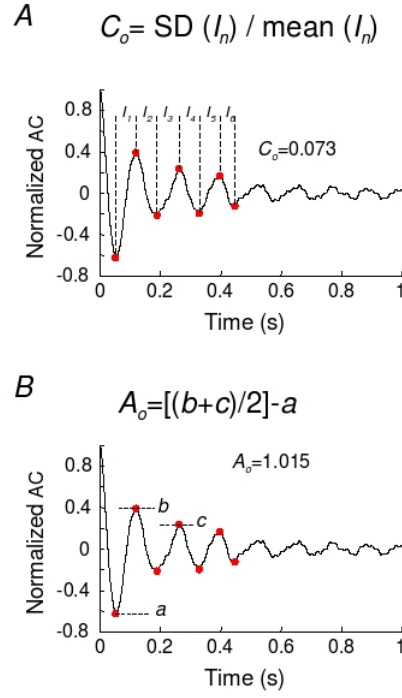 A
Cₒ= SD (Iₙ) / mean (Iₙ)
I₁ I₂ I₃ I₄ I₅ I₆
Cₒ=0.073
Normalized AC
0.8
0.4
0
-0.4
-0.8
0 0.2 0.4 0.6 0.8 1
Time (s)
B
Aₒ=[(b+c)/2]-a
Aₒ=1.015
b
c
a
Normalized AC
0.8
0.4
0
-0.4
-0.8
0 0.2 0.4 0.6 0.8 1
Time (s)